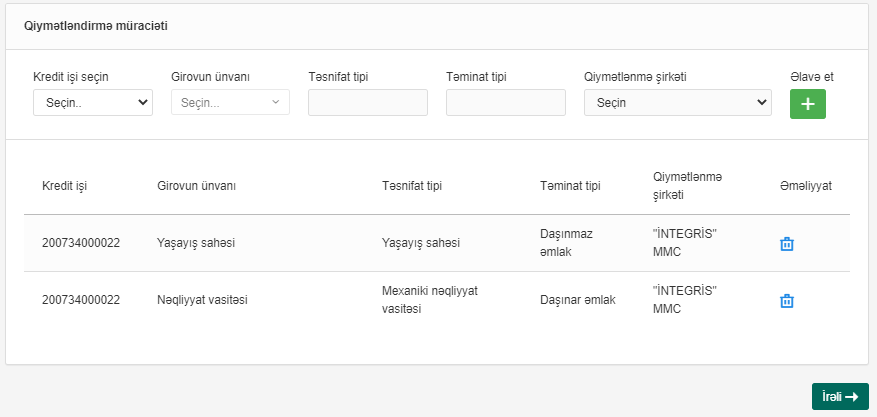 Qiymətləndirmə müraciəti
Kredit işi seçin
Girovun ünvanı
Təsnifat tipi
Təminat tipi
Qiymətlənmə şirkəti
Əlavə et
Seçin..
Seçin...
Seçin
Kredit işi
Girovun ünvanı
Təsnifat tipi
Təminat tipi
Qiymətlənmə
şirkəti
Əməliyyat
200734000022
Yaşayış sahəsi
Yaşayış sahəsi
Daşınmaz
əmlak
"İNTEGRİS"
MMC
200734000022
Nəqliyyat vasitəsi
Mexaniki nəqliyyat
vasitəsi
Daşınar əmlak
"İNTEGRİS"
MMC
İrəli